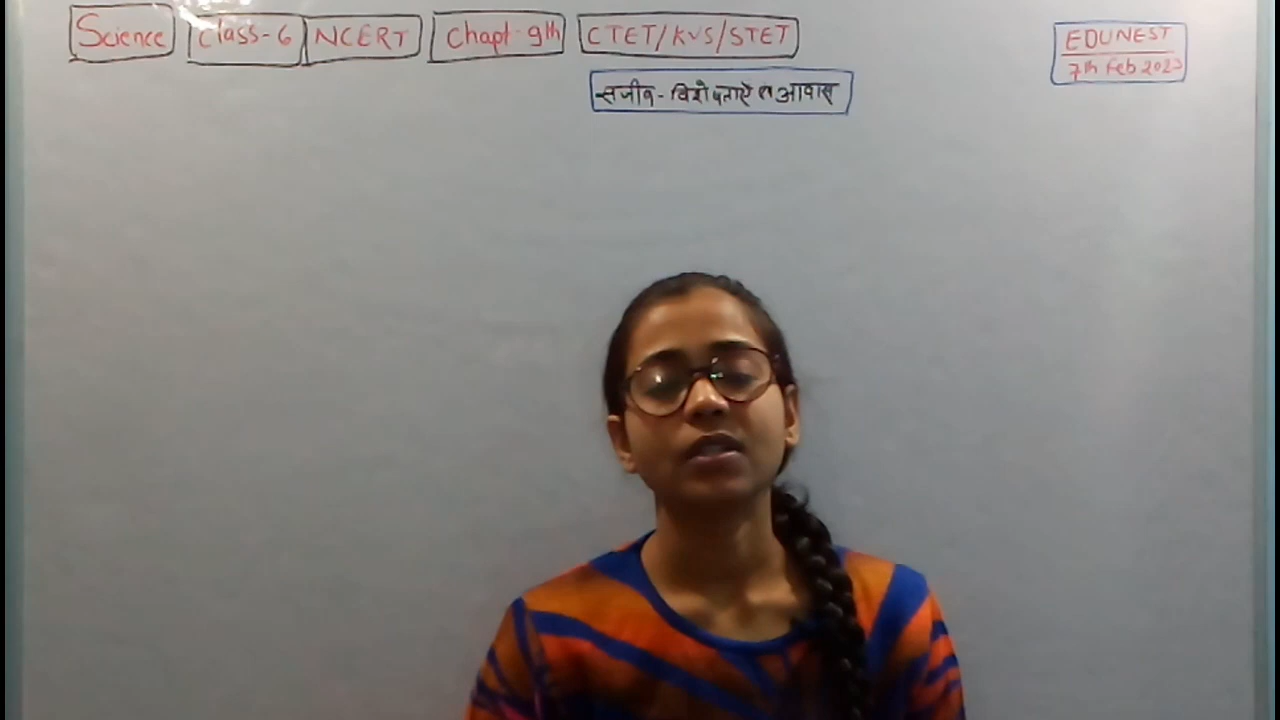 Science Class-6 NCERT Chapt-9th CTET/KVS/STET
EDUNEST
7th Feb 2023
सजीव - विशेषताऐं एवं आवास